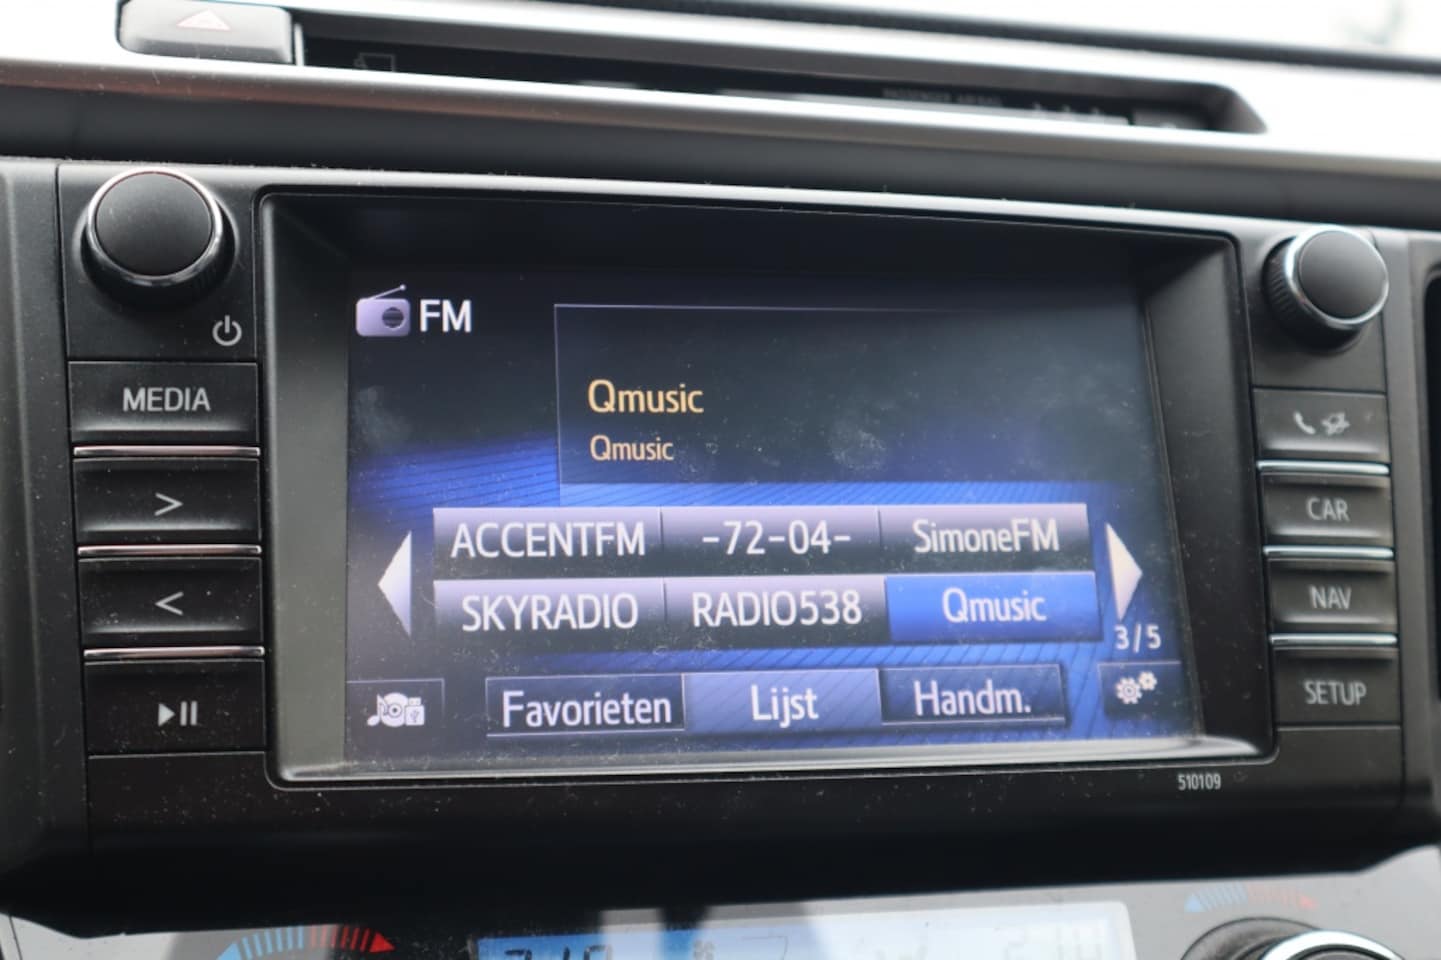 FM
MEDIA
Qmusic
Qmusic
ACCENTFM -72-04- SimoneFM
CAR
>
SKYRADIO RADIO538 Qmusic
<
NAV
3/5
Favorieten Lijst Handm.
SETUP
510109